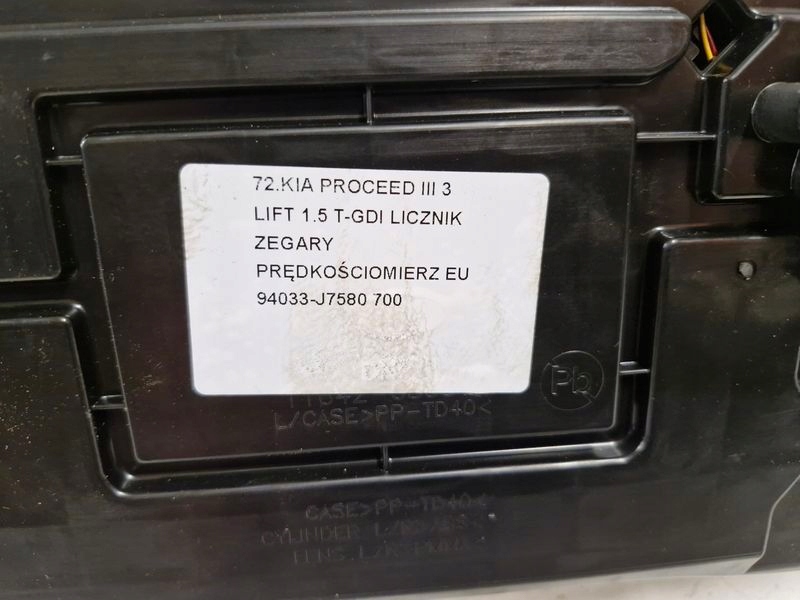 72.KIA PROCEED III 3
LIFT 1.5 T-GDI LICZNIK
ZEGARY
PRĘDKOŚCIOMIERZ EU
94033-J7580 700
Pb
L/CASE>PP-TD40<
CASE>PP-TD40<
CYLINDER